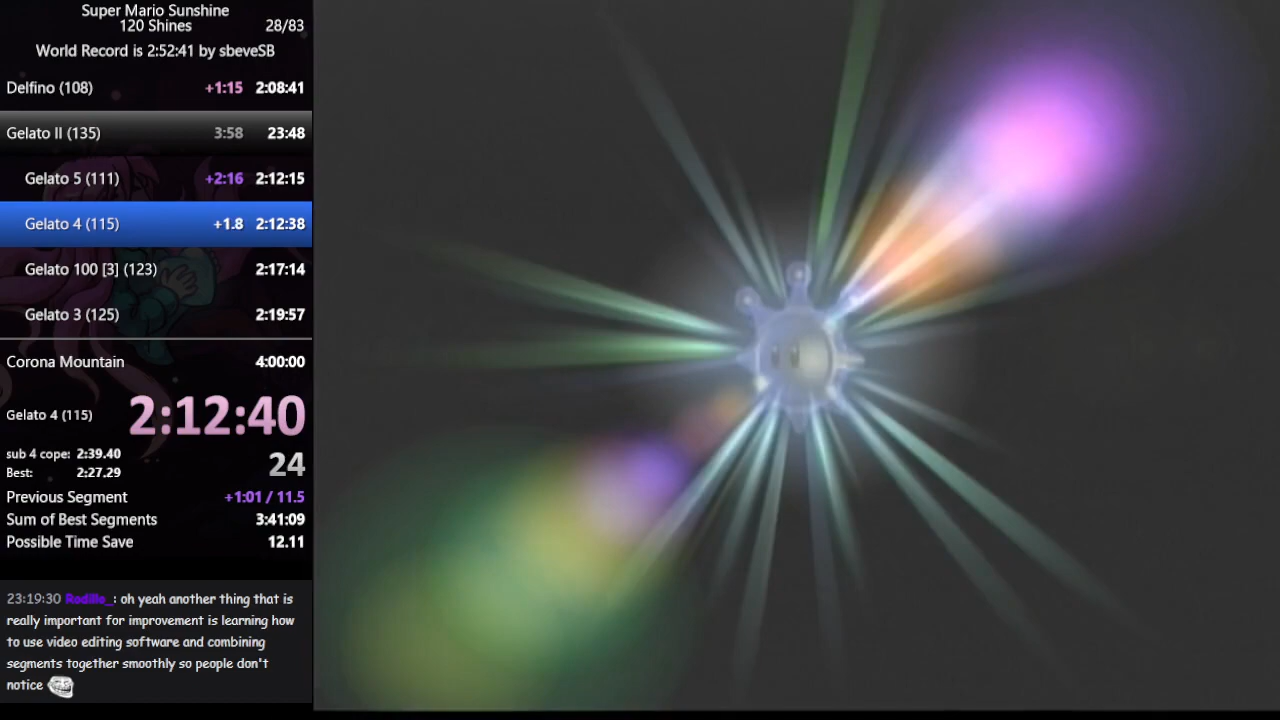 Super Mario Sunshine
120 Shines 28/83
World Record is 2:52:41 by sbeveSB
Delfino (108) +1:15 2:08:41
Gelato II (135) 3:58 23:48
Gelato 5 (111) +2:16 2:12:15
Gelato 4 (115) +1.8 2:12:38
Gelato 100 [3] (123) 2:17:14
Gelato 3 (125) 2:19:57
Corona Mountain 4:00:00
Gelato 4 (115) 2:12:40
sub 4 cope: 2:39.40
24
Best: 2:27.29
Previous Segment +1:01 / 11.5
Sum of Best Segments 3:41:09
Possible Time Save 12.11
23:19:30 Rodillo_: oh yeah another thing that is
really important for improvement is learning how
to use video editing software and combining
segments together smoothly so people don't
notice